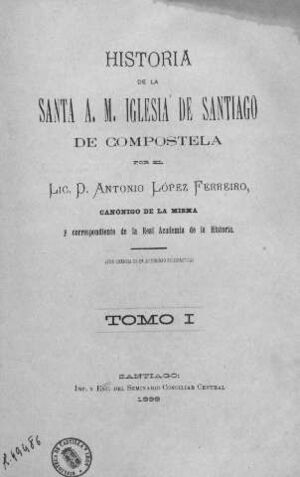 HISTORIA
DE LA
SANTA A. M. IGLESIA DE SANTIAGO
DE COMPOSTELA
POR EL
LIC. D. ANTONIO LÓPEZ FERREIRO,
CANÓNIGO DE LA MISMA
y correspondiente de la Real Academia de la Historia.
TOMO I
SANTIAGO:
IMP. Y ENC. DEL SEMINARIO CONCILIAR CENTRAL
1898